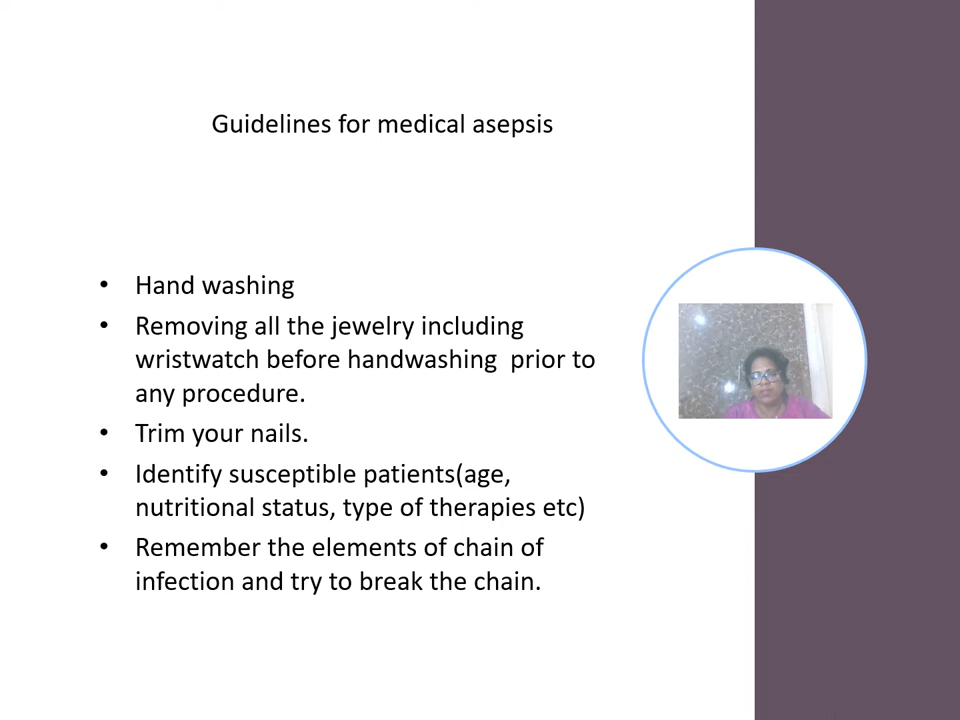 Guidelines for medical asepsis
• Hand washing
• Removing all the jewelry including
wristwatch before handwashing  prior to
any procedure.
• Trim your nails.
• Identify susceptible patients(age,
nutritional status, type of therapies etc)
• Remember the elements of chain of
infection and try to break the chain.